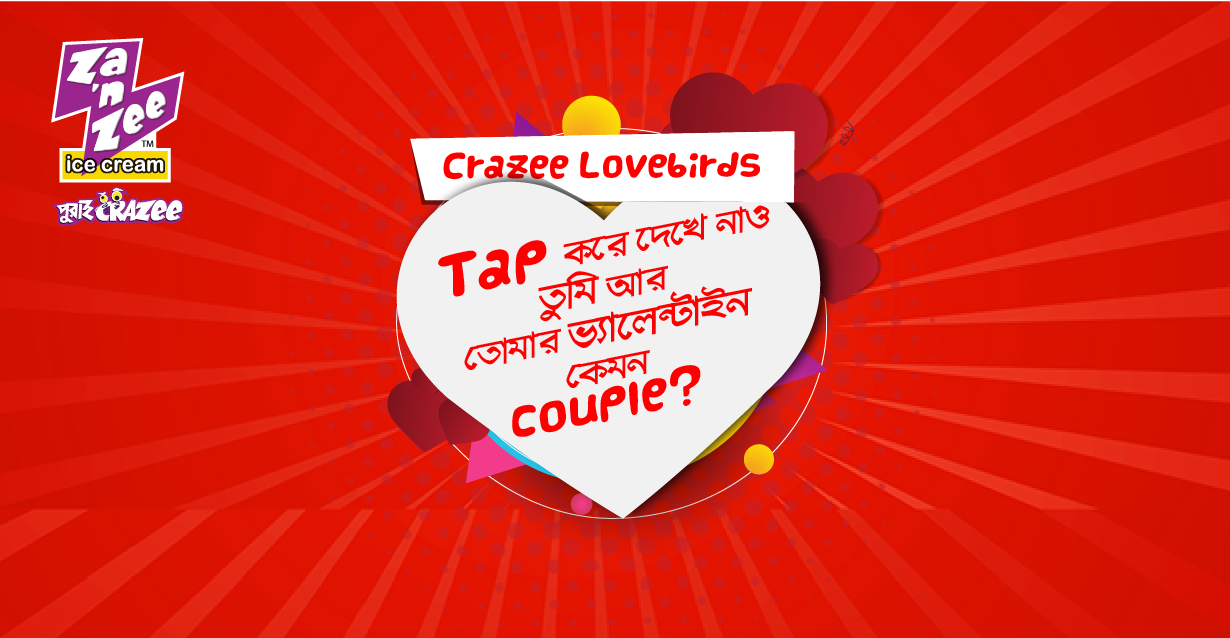 Za
'n
Zee
TM
ice cream
পুরাই CRAZEE
Crazee Lovebirds
Tap করে দেখে নাও
তুমি আর
তোমার ভ্যালেন্টাইন
কেমন
couple?